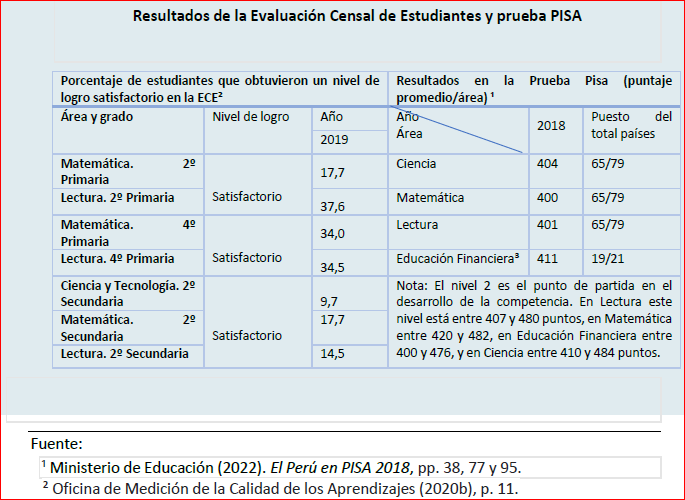 Resultados de la Evaluación Censal de Estudiantes y prueba PISA
Porcentaje de estudiantes que obtuvieron un nivel de
logro satisfactorio en la ECE²
Resultados en la Prueba Pisa (puntaje
promedio/área) ¹
Área y grado
Nivel de logro
Año
2019
Año
Área
2018
Puesto del
total países
Matemática. 2º
Primaria
17,7
Ciencia
404
65/79
Lectura. 2º Primaria
Satisfactorio
37,6
Matemática
400
65/79
Matemática. 4º
Primaria
34,0
Lectura
401
65/79
Lectura. 4º Primaria
Satisfactorio
34,5
Educación Financiera³
411
19/21
Ciencia y Tecnología. 2º
Secundaria
9,7
Matemática. 2º
Secundaria
Satisfactorio
17,7
Lectura. 2º Secundaria
14,5
Nota: El nivel 2 es el punto de partida en el
desarrollo de la competencia. En Lectura este
nivel está entre 407 y 480 puntos, en Matemática
entre 420 y 482, en Educación Financiera entre
400 y 476, y en Ciencia entre 410 y 484 puntos.
Fuente:
¹ Ministerio de Educación (2022). El Perú en PISA 2018, pp. 38, 77 y 95.
² Oficina de Medición de la Calidad de los Aprendizajes (2020b), p. 11.